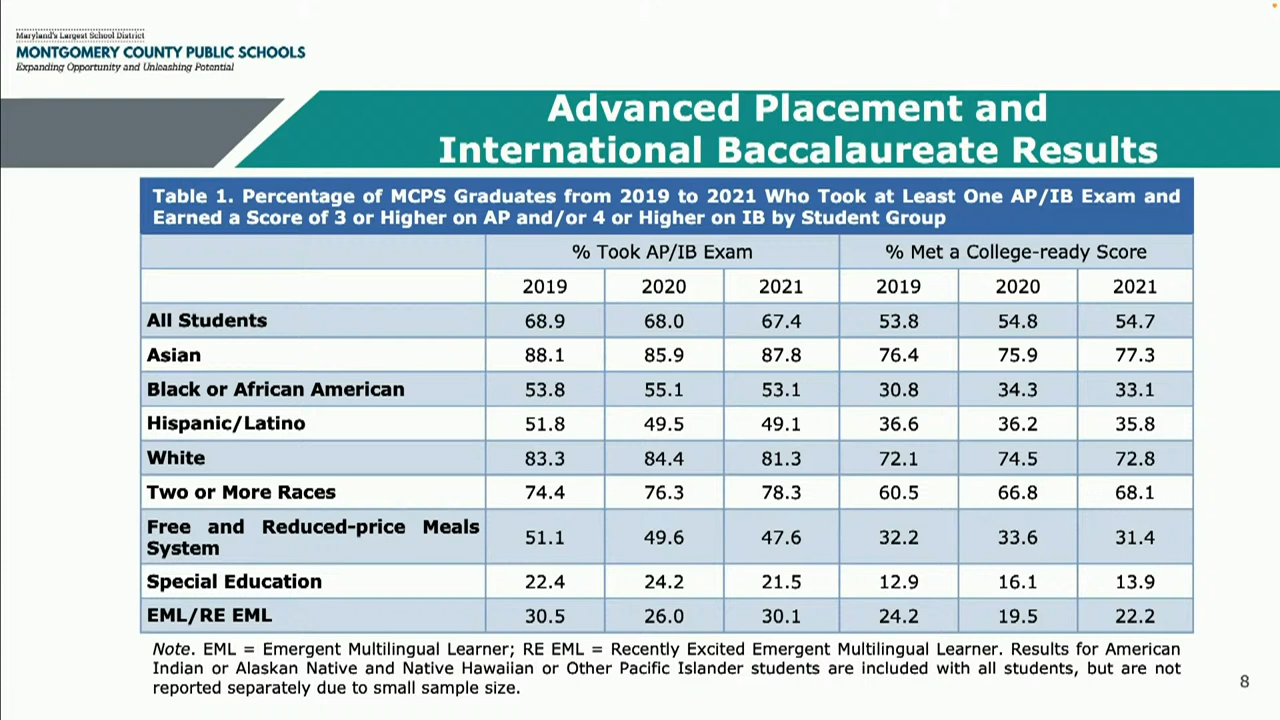 Maryland's Largest School District
MONTGOMERY COUNTY PUBLIC SCHOOLS
Expanding Opportunity and Unleashing Potential
Advanced Placement and
International Baccalaureate Results
Table 1. Percentage of MCPS Graduates from 2019 to 2021 Who Took at Least One AP/IB Exam and
Earned a Score of 3 or Higher on AP and/or 4 or Higher on IB by Student Group
% Took AP/IB Exam % Met a College-ready Score
2019 2020 2021 2019 2020 2021
All Students 68.9 68.0 67.4 53.8 54.8 54.7
Asian 88.1 85.9 87.8 76.4 75.9 77.3
Black or African American 53.8 55.1 53.1 30.8 34.3 33.1
Hispanic/Latino 51.8 49.5 49.1 36.6 36.2 35.8
White 83.3 84.4 81.3 72.1 74.5 72.8
Two or More Races 74.4 76.3 78.3 60.5 66.8 68.1
Free and Reduced-price Meals
System 51.1 49.6 47.6 32.2 33.6 31.4
Special Education 22.4 24.2 21.5 12.9 16.1 13.9
EML/RE EML 30.5 26.0 30.1 24.2 19.5 22.2
Note. EML = Emergent Multilingual Learner; RE EML = Recently Excited Emergent Multilingual Learner. Results for American
Indian or Alaskan Native and Native Hawaiian or Other Pacific Islander students are included with all students, but are not
reported separately due to small sample size.
8